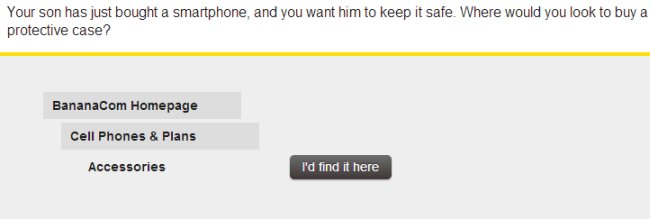 Your son has just bought a smartphone, and you want him to keep it safe. Where would you look to buy a
protective case?
BananaCom Homepage
Cell Phones & Plans
Accessories
I'd find it here